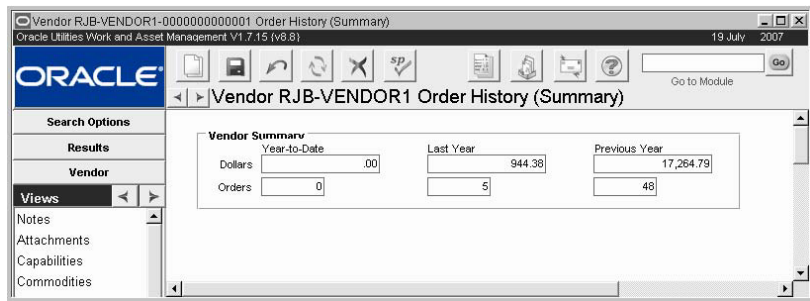 Vendor RJB-VENDOR1-0000000000001 Order History (Summary)
Oracle Utilities Work and Asset Management V1.7.15 (v8.8) 19 July 2007
ORACLE
sp
Go
Go to Module
Vendor RJB-VENDOR1 Order History (Summary)
Search Options
Results
Vendor
Views
Notes
Attachments
Capabilities
Commodities
Vendor Summary
Year-to-Date Last Year Previous Year
Dollars .00 944.38 17,264.79
Orders 0 5 48